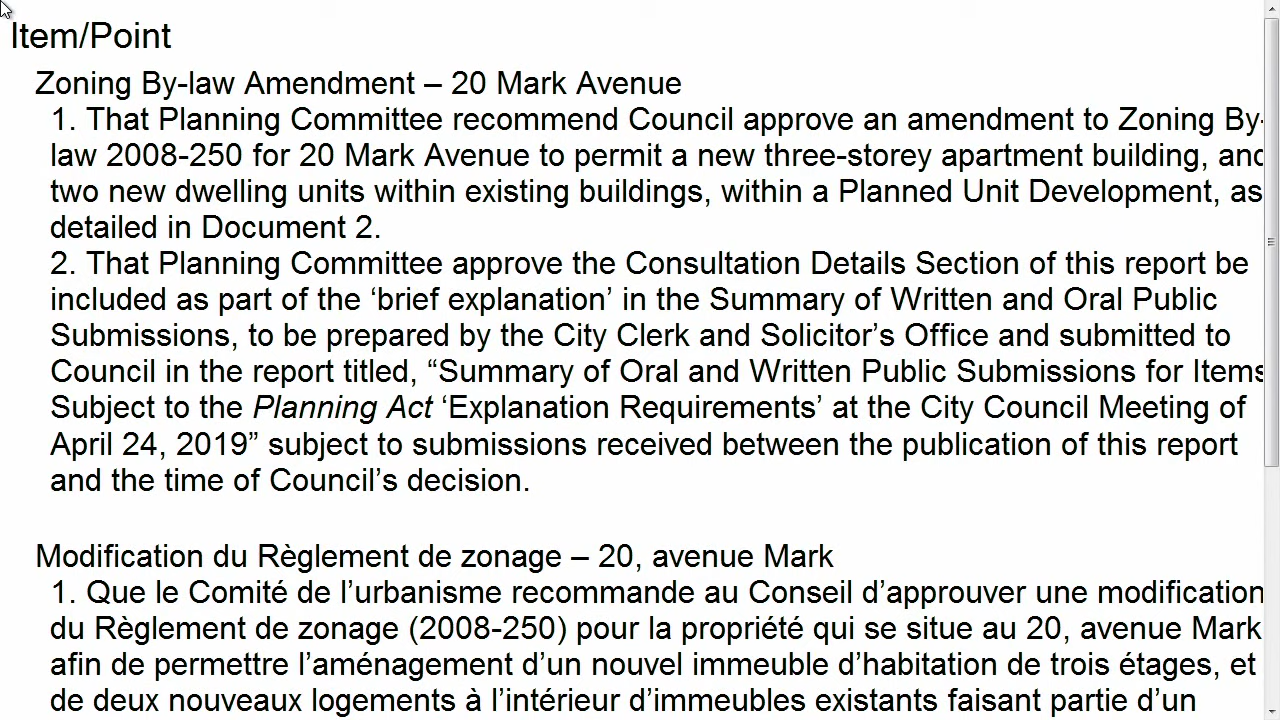 Item/Point
Zoning By-law Amendment – 20 Mark Avenue
1. That Planning Committee recommend Council approve an amendment to Zoning By-
law 2008-250 for 20 Mark Avenue to permit a new three-storey apartment building, and
two new dwelling units within existing buildings, within a Planned Unit Development, as
detailed in Document 2.
2. That Planning Committee approve the Consultation Details Section of this report be
included as part of the ‘brief explanation’ in the Summary of Written and Oral Public
Submissions, to be prepared by the City Clerk and Solicitor’s Office and submitted to
Council in the report titled, “Summary of Oral and Written Public Submissions for Items
Subject to the Planning Act ‘Explanation Requirements’ at the City Council Meeting of
April 24, 2019” subject to submissions received between the publication of this report
and the time of Council’s decision.
Modification du Règlement de zonage – 20, avenue Mark
1. Que le Comité de l’urbanisme recommande au Conseil d’approuver une modification
du Règlement de zonage (2008-250) pour la propriété qui se situe au 20, avenue Mark
afin de permettre l’aménagement d’un nouvel immeuble d’habitation de trois étages, et
de deux nouveaux logements à l’intérieur d’immeubles existants faisant partie d’un